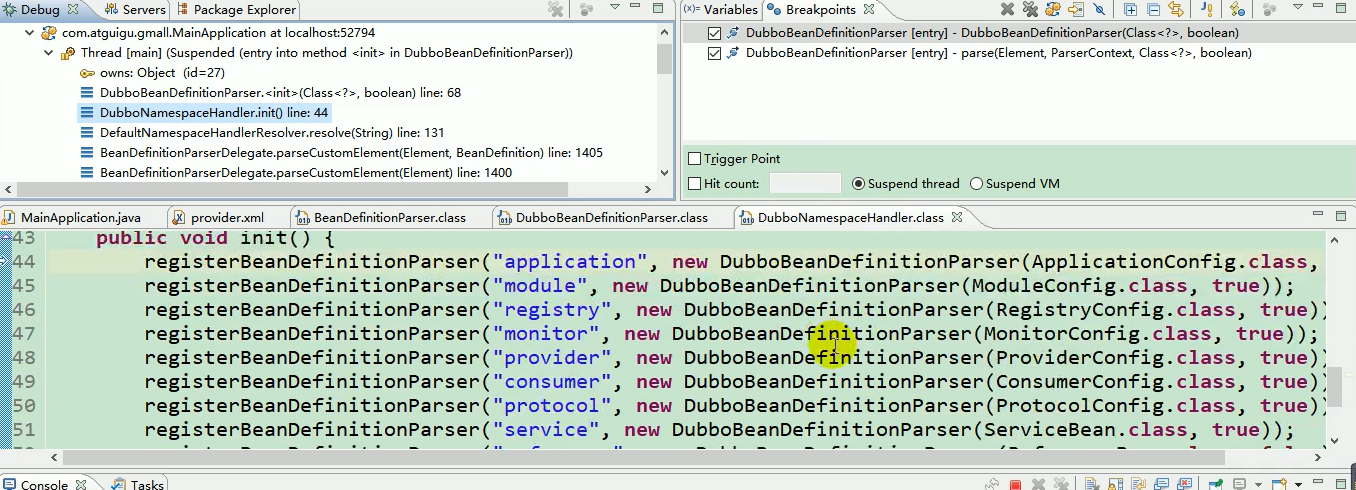 Debug Servers Package Explorer
com.atguigu.gmall.MainApplication at localhost:52794
Thread [main] (Suspended (entry into method <init> in DubboBeanDefinitionParser))
owns: Object (id=27)
DubboBeanDefinitionParser.<init>(Class<?>, boolean) line: 68
DubboNamespaceHandler.init() line: 44
DefaultNamespaceHandlerResolver.resolve(String) line: 131
BeanDefinitionParserDelegate.parseCustomElement(Element, BeanDefinition) line: 1405
BeanDefinitionParserDelegate.parseCustomElement(Element) line: 1400
(x)= Variables Breakpoints
DubboBeanDefinitionParser [entry] - DubboBeanDefinitionParser(Class<?>, boolean)
DubboBeanDefinitionParser [entry] - parse(Element, ParserContext, Class<?>, boolean)
Trigger Point
Hit count: Suspend thread Suspend VM
MainApplication.java provider.xml BeanDefinitionParser.class DubboBeanDefinitionParser.class DubboNamespaceHandler.class
43 public void init() {
44 registerBeanDefinitionParser("application", new DubboBeanDefinitionParser(ApplicationConfig.class,
45 registerBeanDefinitionParser("module", new DubboBeanDefinitionParser(ModuleConfig.class, true));
46 registerBeanDefinitionParser("registry", new DubboBeanDefinitionParser(RegistryConfig.class, true))
47 registerBeanDefinitionParser("monitor", new DubboBeanDefinitionParser(MonitorConfig.class, true));
48 registerBeanDefinitionParser("provider", new DubboBeanDefinitionParser(ProviderConfig.class, true))
49 registerBeanDefinitionParser("consumer", new DubboBeanDefinitionParser(ConsumerConfig.class, true))
50 registerBeanDefinitionParser("protocol", new DubboBeanDefinitionParser(ProtocolConfig.class, true))
51 registerBeanDefinitionParser("service", new DubboBeanDefinitionParser(ServiceBean.class, true));
Console Tasks